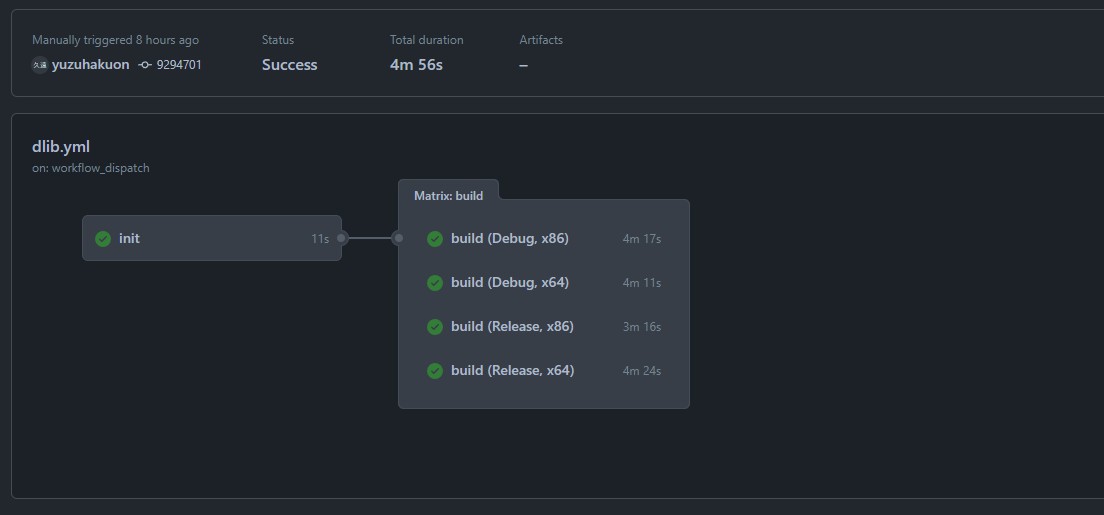 Manually triggered 8 hours ago
久遠 yuzuhakuon 9294701
Status
Success
Total duration
4m 56s
Artifacts
–
dlib.yml
on: workflow_dispatch
init 11s
Matrix: build
build (Debug, x86) 4m 17s
build (Debug, x64) 4m 11s
build (Release, x86) 3m 16s
build (Release, x64) 4m 24s